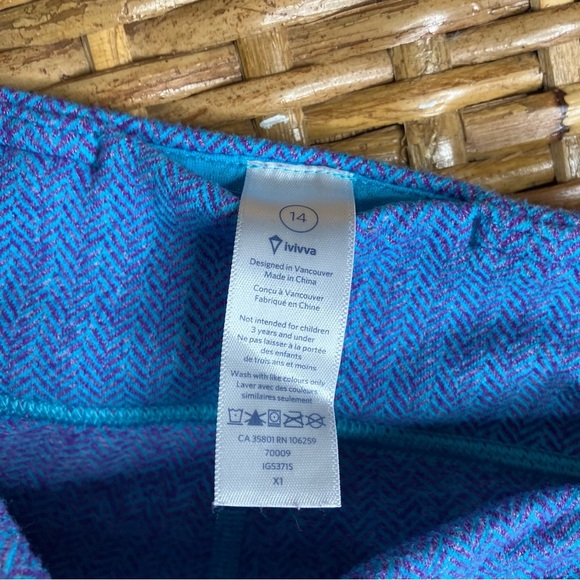 14
ivivva
Designed in Vancouver
Made in China
Conçu à Vancouver
Fabriqué en Chine
Not intended for children
3 years and under
Ne pas laisser à la portée
des enfants
de trois ans et moins
Wash with like colours only
Laver avec des couleurs
similaires seulement
CA 35801 RN 106259
70009
IG5371S
X1